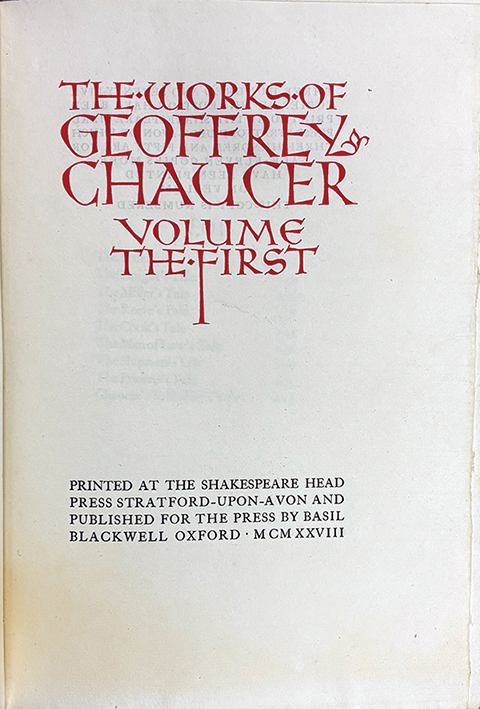 THE·WORKS·OF
GEOFFREY
CHAUCER
VOLUME
THE·FIRST
PRINTED AT THE SHAKESPEARE HEAD
PRESS STRATFORD-UPON-AVON AND
PUBLISHED FOR THE PRESS BY BASIL
BLACKWELL OXFORD · MCMXXVIII